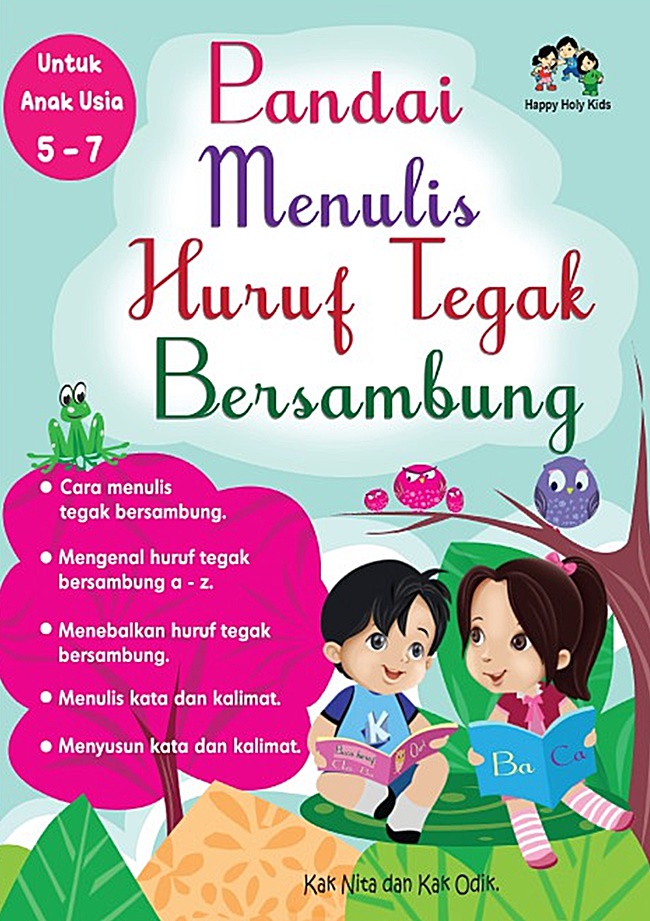 Untuk
Anak Usia
5 - 7
Happy Holy Kids
Pandai
Menulis
Huruf Tegak
Bersambung
Cara menulis
tegak bersambung.
Mengenal huruf tegak
bersambung a - z.
Menebalkan huruf tegak
bersambung.
Menulis kata dan kalimat.
Menyusun kata dan kalimat.
K
Ba
Ca
Kak Nita dan Kak Odik.